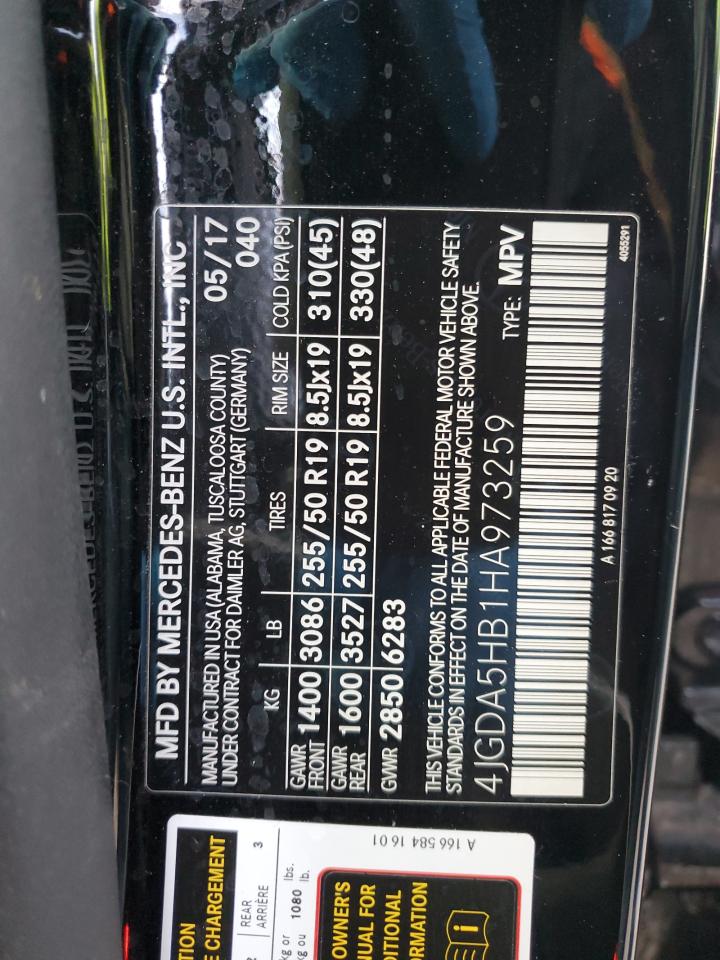 MFD BY MERCEDES-BENZ U.S. INTL., INC
MANUFACTURED IN USA (ALABAMA, TUSCALOOSA COUNTY) 05/17
UNDER CONTRACT FOR DAIMLER AG, STUTTGART (GERMANY) 040
KG LB TIRES RIM SIZE COLD KPA (PSI)
GAWR FRONT 1400 3086 255/50 R19 8.5Jx19 310(45)
GAWR REAR 1600 3527 255/50 R19 8.5Jx19 330(48)
GVWR 2850 6283
THIS VEHICLE CONFORMS TO ALL APPLICABLE FEDERAL MOTOR VEHICLE SAFETY
STANDARDS IN EFFECT ON THE DATE OF MANUFACTURE SHOWN ABOVE.
4JGDA5HB1HA973259 TYPE: MPV
A 166 817 09 20
4055291
E CHARGEMENT
REAR
ARRIÈRE 3
kg or 1080 lbs.
kg ou lb.
OWNER'S
FOR
A 166 584 16 01